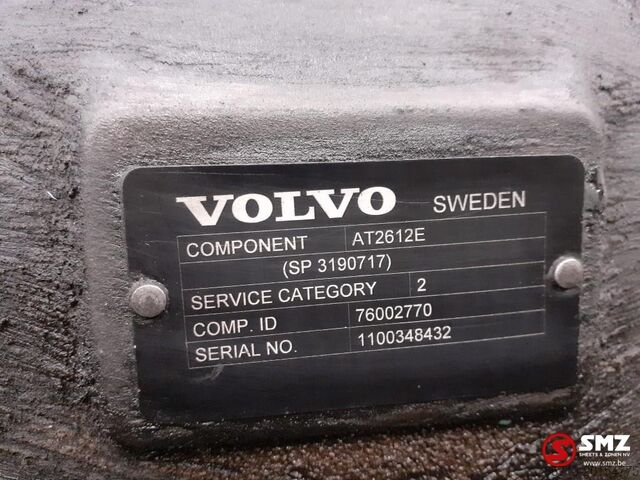 VOLVO SWEDEN
COMPONENT AT2612E
(SP 3190717)
SERVICE CATEGORY 2
COMP. ID 76002770
SERIAL NO. 1100348432
SMZ
SMEETS & ZONEN NV
www.smz.be